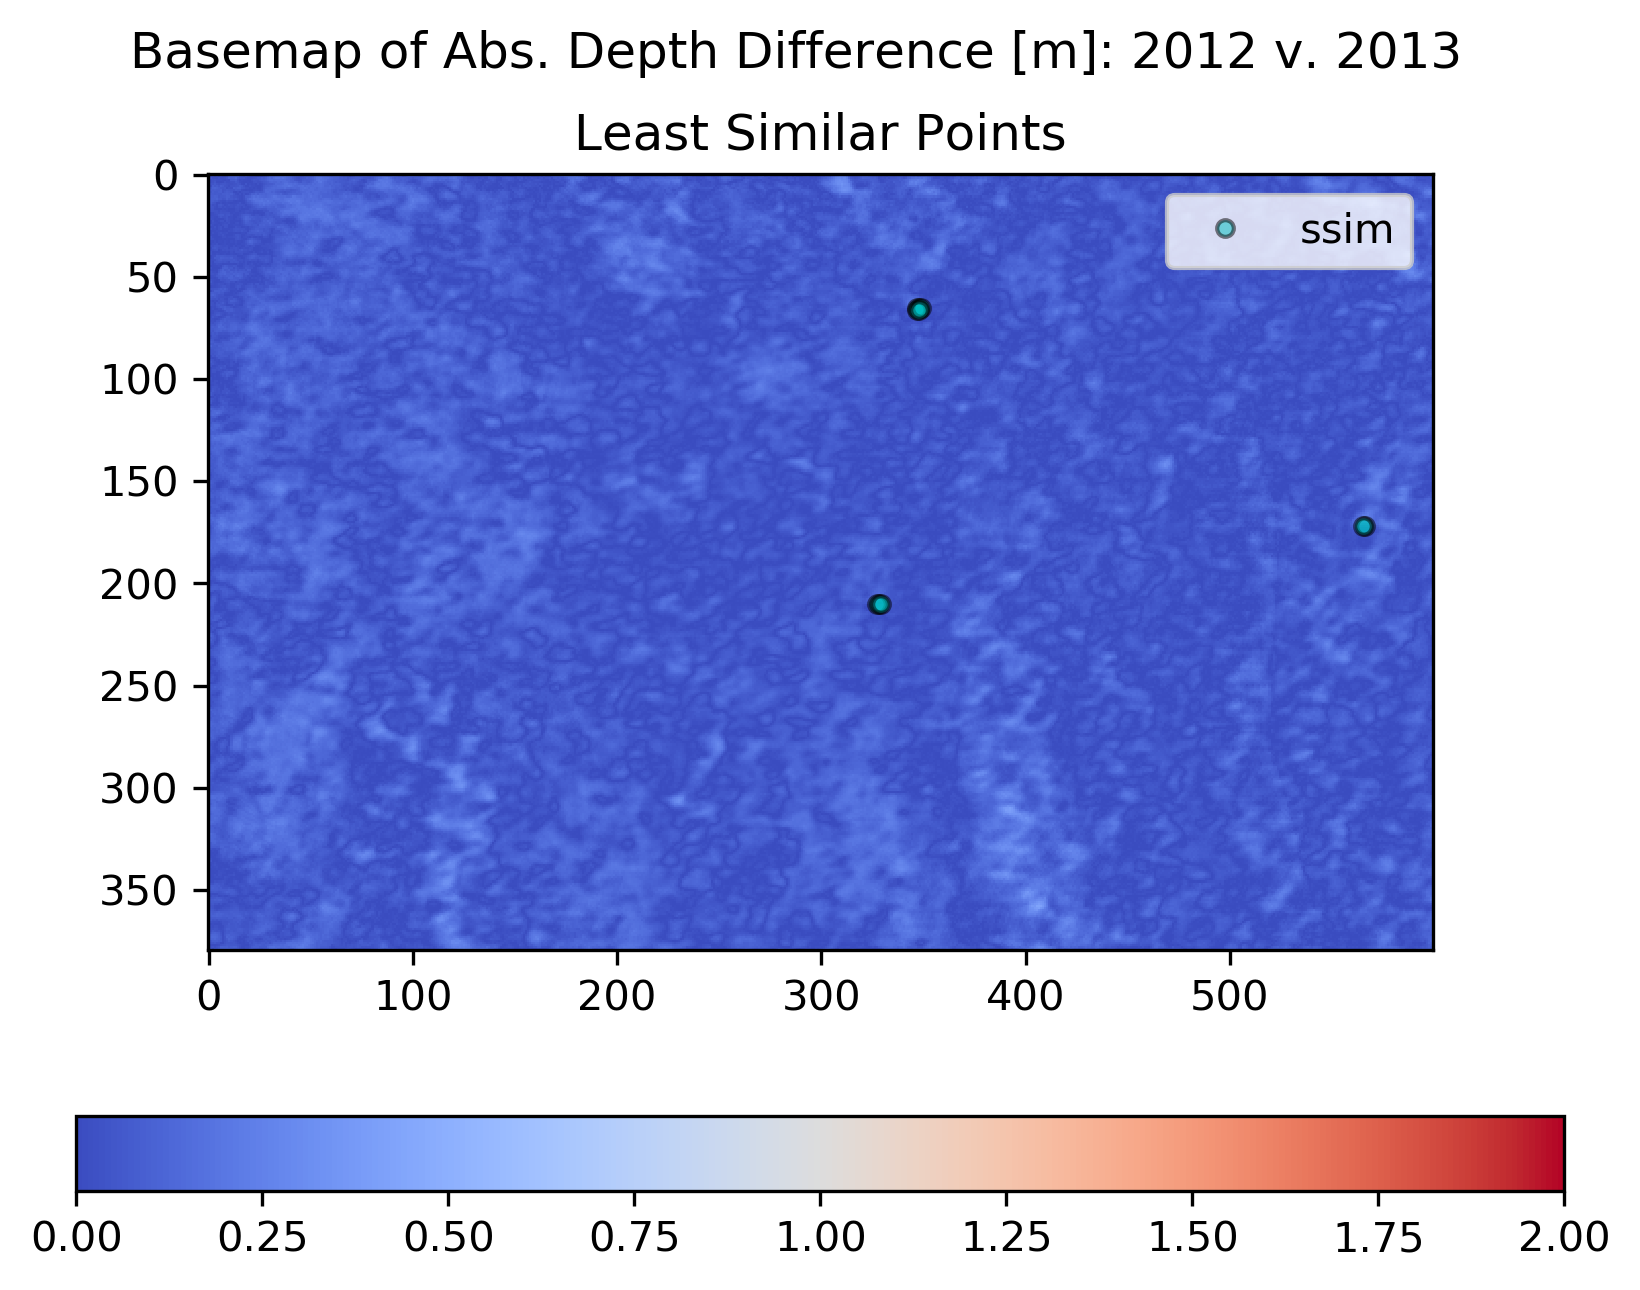 Basemap of Abs. Depth Difference [m]: 2012 v. 2013
Least Similar Points
ssim
0
50
100
150
200
250
300
350
0 100 200 300 400 500
0.00 0.25 0.50 0.75 1.00 1.25 1.50 1.75 2.00